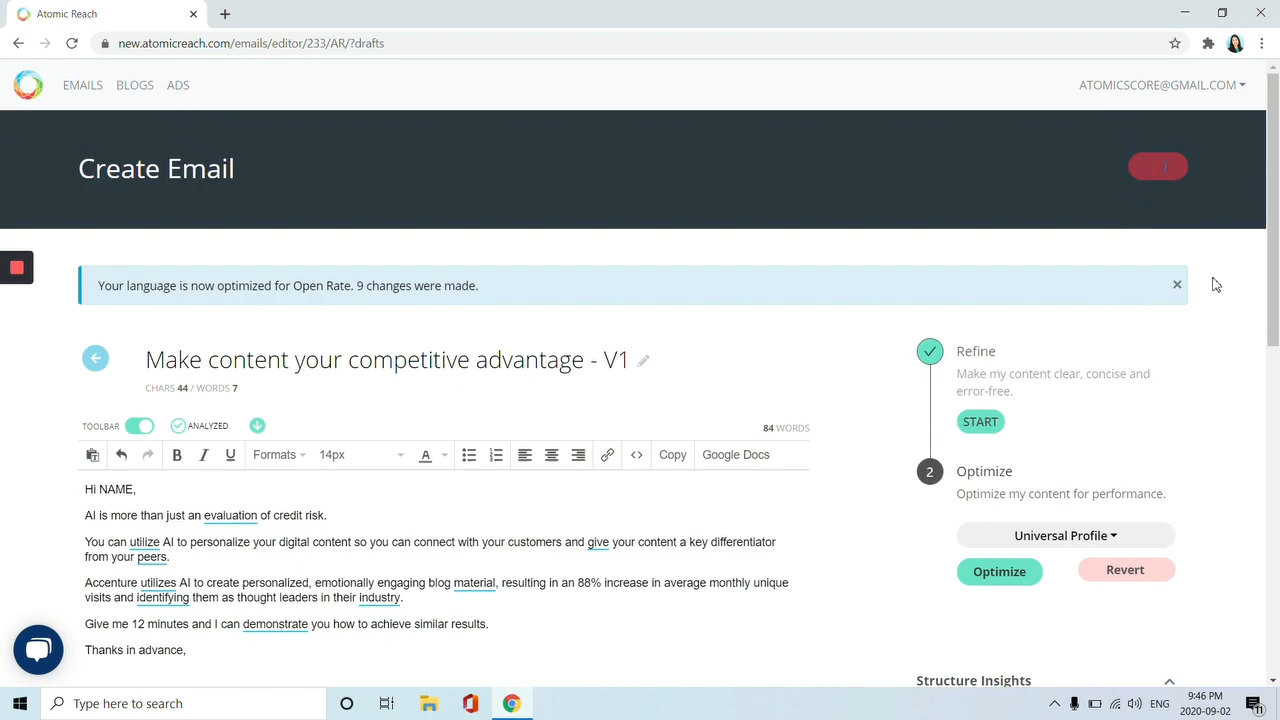 Atomic Reach
new.atomicreach.com/emails/editor/233/AR/?drafts
EMAILS BLOGS ADS
ATOMICSCORE@GMAIL.COM
Create Email
Your language is now optimized for Open Rate. 9 changes were made.
Make content your competitive advantage - V1
CHARS 44 / WORDS 7
TOOLBAR ANALYZED
84 WORDS
Formats 14px A Copy Google Docs
Hi NAME,
AI is more than just an evaluation of credit risk.
You can utilize AI to personalize your digital content so you can connect with your customers and give your content a key differentiator
from your peers.
Accenture utilizes AI to create personalized, emotionally engaging blog material, resulting in an 88% increase in average monthly unique
visits and identifying them as thought leaders in their industry.
Give me 12 minutes and I can demonstrate you how to achieve similar results.
Thanks in advance,
Refine
Make my content clear, concise and
error-free.
START
2
Optimize
Optimize my content for performance.
Universal Profile
Optimize
Revert
Structure Insights
Type here to search
ENG
9:46 PM
2020-09-02
11